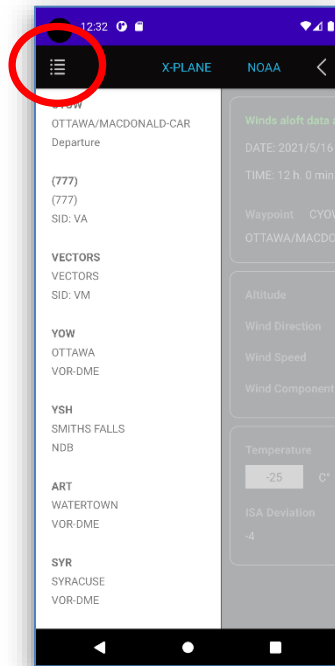 12:32
X-PLANE NOAA
CYOW
OTTAWA/MACDONALD-CAR
Departure
(777)
(777)
SID: VA
VECTORS
VECTORS
SID: VM
YOW
OTTAWA
VOR-DME
YSH
SMITHS FALLS
NDB
ART
WATERTOWN
VOR-DME
SYR
SYRACUSE
VOR-DME
Winds aloft data a
DATE: 2021/5/16
TIME: 12 h. 0 min
Waypoint CYOW
OTTAWA/MACDO
Altitude
Wind Direction
Wind Speed
Wind Component
Temperature
-25 C°
ISA Deviation
-4